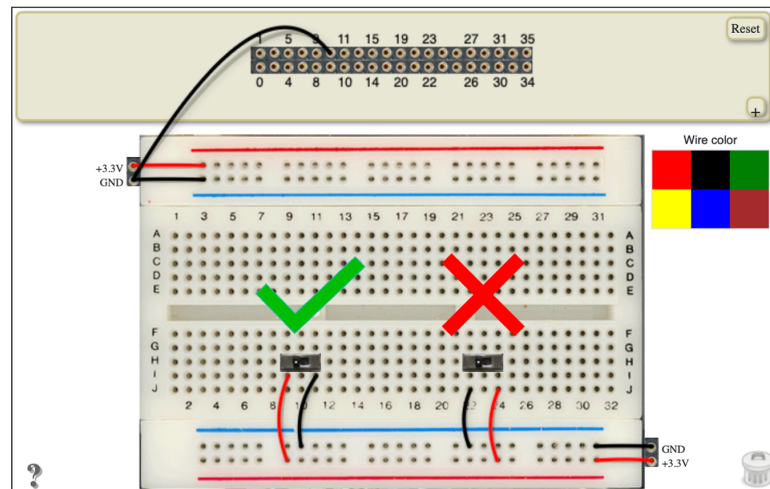 1 5 9 11 15 19 23 27 31 35
Reset
0 4 8 10 14 20 22 26 30 34
+
Wire color
+3.3V
GND
1 3 5 7 9 11 13 15 17 19 21 23 25 27 29 31
A A
B B
C C
D D
E E
F F
G G
H H
I I
J J
2 4 6 8 10 12 14 16 18 20 22 24 26 28 30 32
GND
+3.3V
?